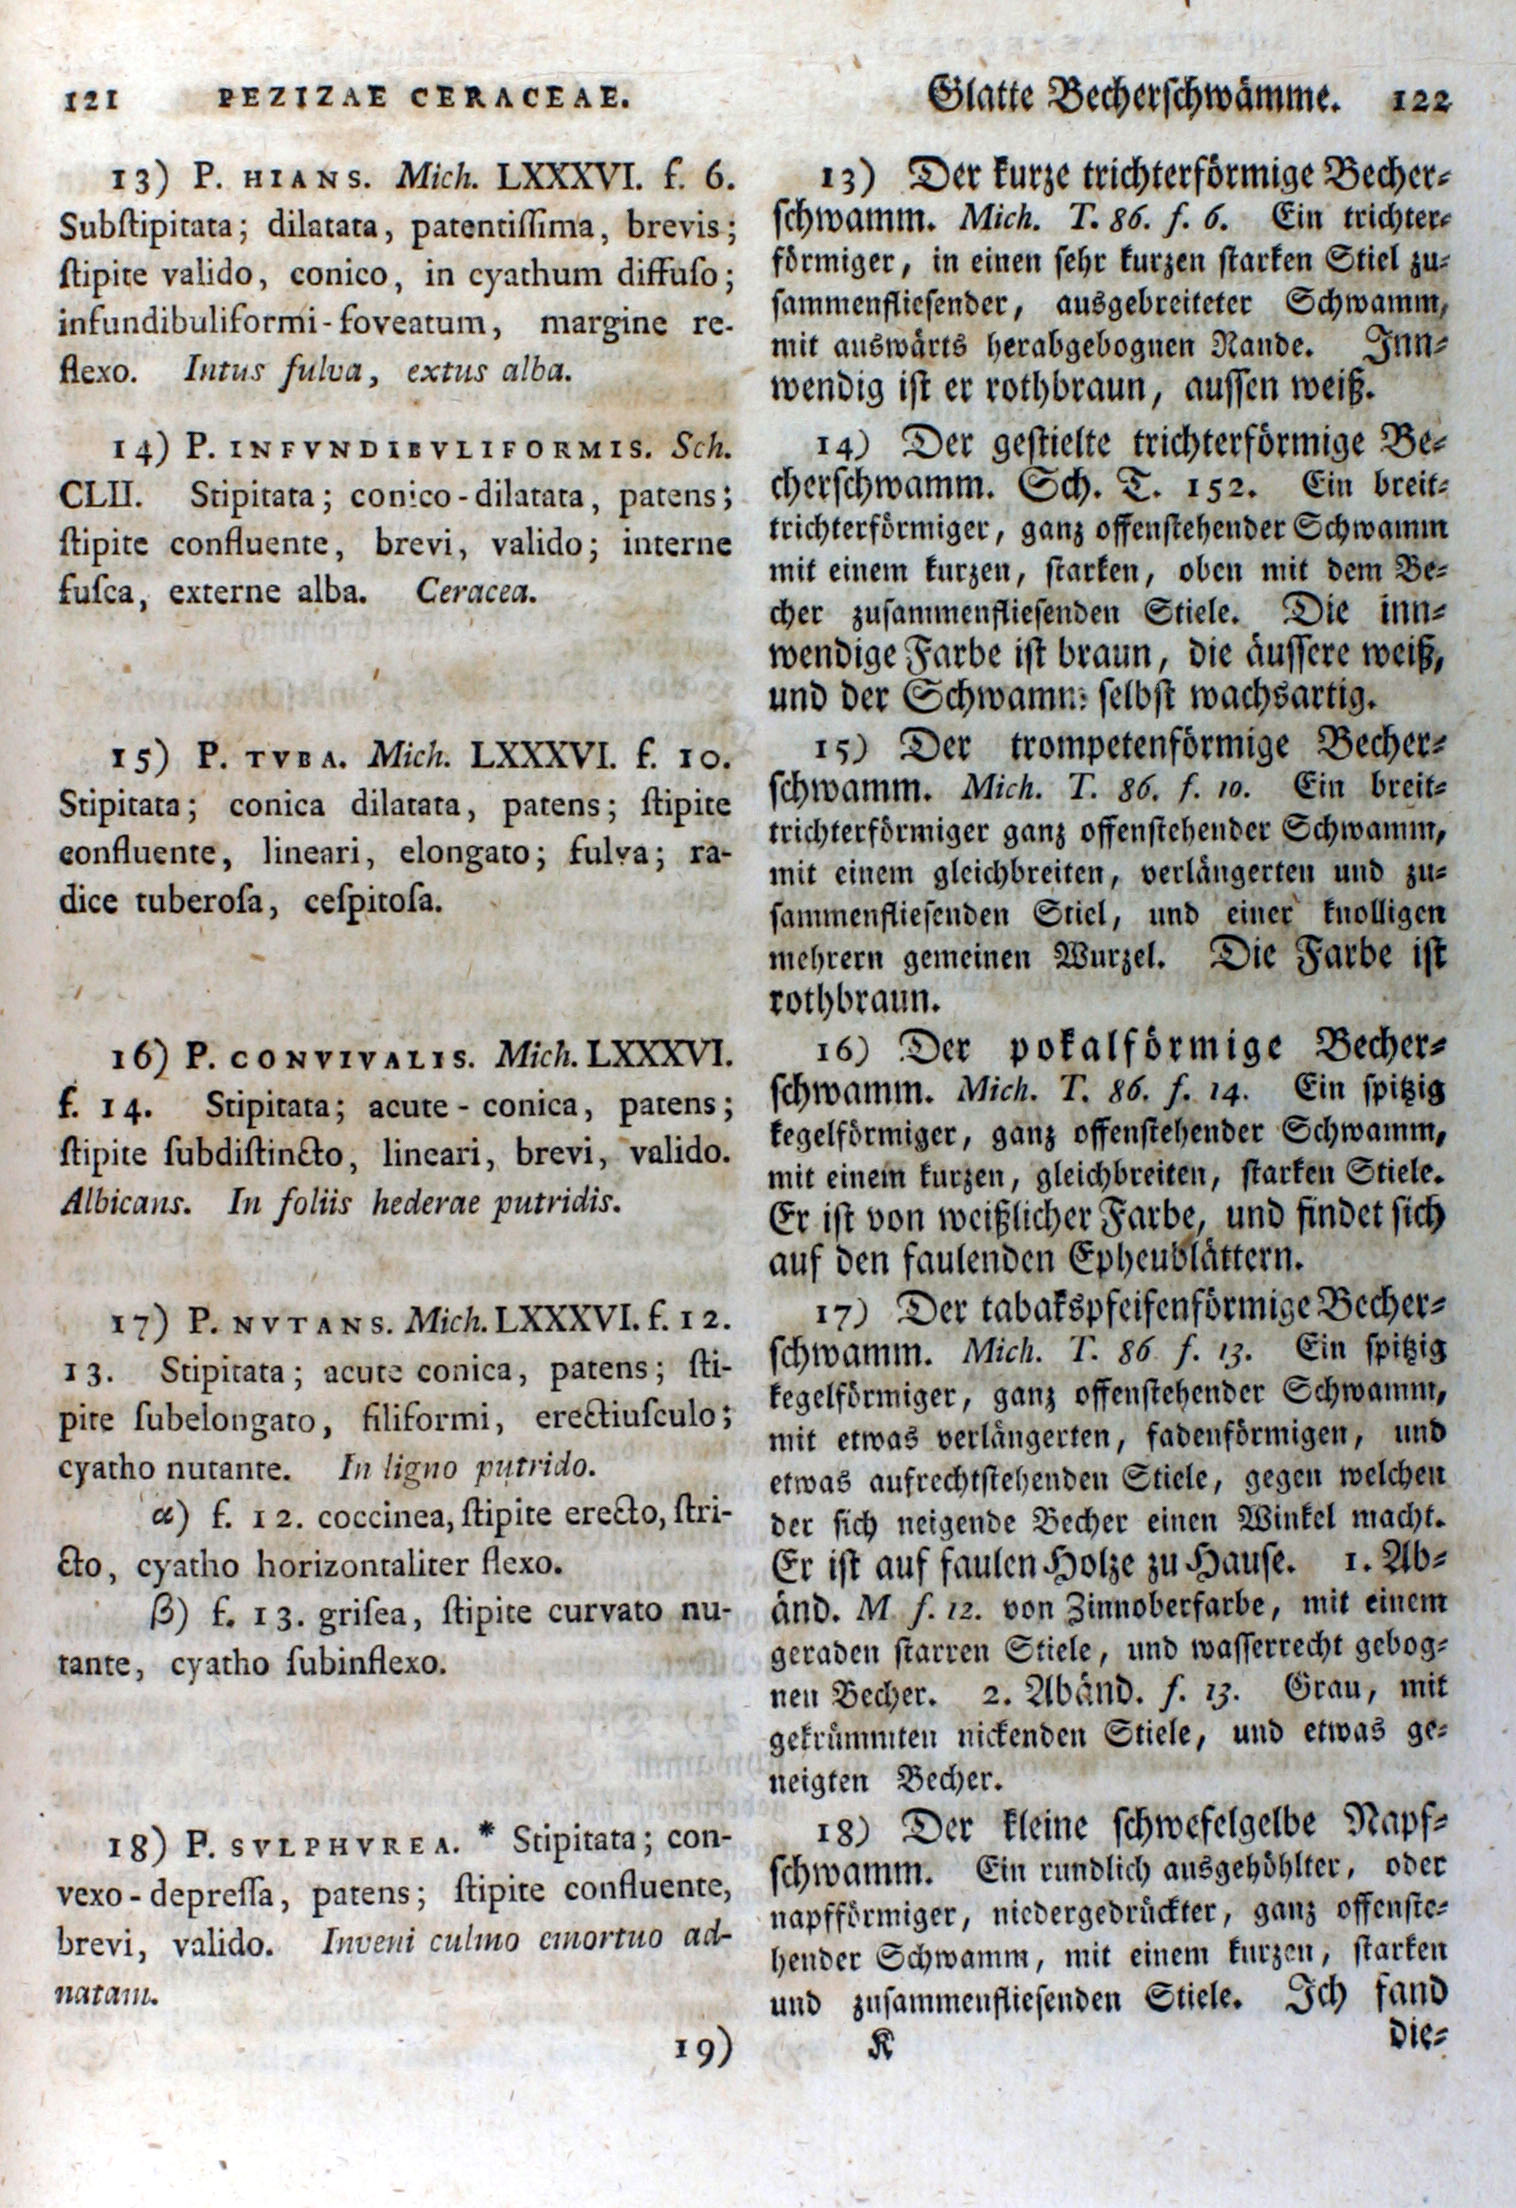 121 PEZIZAE CERACEAE.
13) P. HIANS. Mich. LXXXVI. f. 6.
Subſtipitata; dilatata, patentiſſima, brevis;
ſtipite valido, conico, in cyathum diffuſo;
infundibuliformi-foveatum, margine re-
flexo. Intus fulva, extus alba.
14) P. INFVNDIBVLIFORMIS. Sch.
CLII. Stipitata; conico-dilatata, patens;
ſtipite confluente, brevi, valido; interne
fuſca, externe alba. Ceracea.
15) P. TVBA. Mich. LXXXVI. f. 10.
Stipitata; conica dilatata, patens; ſtipite
confluente, lineari, elongato; fulva; ra-
dice tuberoſa, ceſpitoſa.
16) P. CONVIVALIS. Mich. LXXXVI.
f. 14. Stipitata; acute-conica, patens;
ſtipite ſubdiſtincto, lineari, brevi, valido.
Albicans. In foliis hederae putridis.
17) P. NVTANS. Mich. LXXXVI. f. 12.
13. Stipitata; acute conica, patens; ſti-
pite ſubelongato, filiformi, erectiuſculo;
cyatho nutante. In ligno putrido.
α) f. 12. coccinea, ſtipite erecto, ſtri-
cto, cyatho horizontaliter flexo.
β) f. 13. griſea, ſtipite curvato nu-
tante, cyatho ſubinflexo.
18) P. SVLPHVREA. * Stipitata; con-
vexo-depreſſa, patens; ſtipite confluente,
brevi, valido. Inveni culmo emortuo ad-
natam.
19)
Glatte Becherſchwämme. 122
13) Der kurze trichterförmige Becher-
ſchwamm. Mich. T. 86. f. 6. Ein trichter-
förmiger, in einen ſehr kurzen ſtarken Stiel zu-
ſammenflieſender, ausgebreiteter Schwamm,
mit auswärts herabgebognen Rande. Inn-
wendig iſt er rothbraun, auſſen weiß.
14) Der geſtielte trichterförmige Be-
cherſchwamm. Sch. T. 152. Ein breit-
trichterförmiger, ganz offenſtehender Schwamm
mit einem kurzen, ſtarken, oben mit dem Be-
cher zuſammenflieſenden Stiele. Die inn-
wendige Farbe iſt braun, die äuſſere weiß,
und der Schwamm ſelbſt wachsartig.
15) Der trompetenförmige Becher-
ſchwamm. Mich. T. 86. f. 10. Ein breit-
trichterförmiger ganz offenſtehender Schwamm,
mit einem gleichbreiten, verlängerten und zu-
ſammenflieſenden Stiel, und einer knolligen
mehrern gemeinen Wurzel. Die Farbe iſt
rothbraun.
16) Der pokalförmige Becher-
ſchwamm. Mich. T. 86. f. 14. Ein ſpitzig
kegelförmiger, ganz offenſtehender Schwamm,
mit einem kurzen, gleichbreiten, ſtarken Stiele.
Er iſt von weißlicher Farbe, und findet ſich
auf den faulenden Epheublättern.
17) Der tabakspfeifenförmige Becher-
ſchwamm. Mich. T. 86 f. 13. Ein ſpitzig
kegelförmiger, ganz offenſtehender Schwamm,
mit etwas verlängerten, fadenförmigen, und
etwas aufrechtſtehenden Stiele, gegen welchen
der ſich neigende Becher einen Winkel macht.
Er iſt auf faulen Holze zu Hauſe. 1. Ab-
änd. M f. 12. von Zinnoberfarbe, mit einem
geraden ſtarren Stiele, und waſſerrecht gebog-
nen Becher. 2. Abänd. f. 13. Grau, mit
gekrümmten nickenden Stiele, und etwas ge-
neigten Becher.
18) Der kleine ſchwefelgelbe Napf-
ſchwamm. Ein rundlich ausgehöhlter, oder
napfförmiger, niedergedrückter, ganz offenſte-
hender Schwamm, mit einem kurzen, ſtarken
und zuſammenflieſenden Stiele. Ich fand
K die-